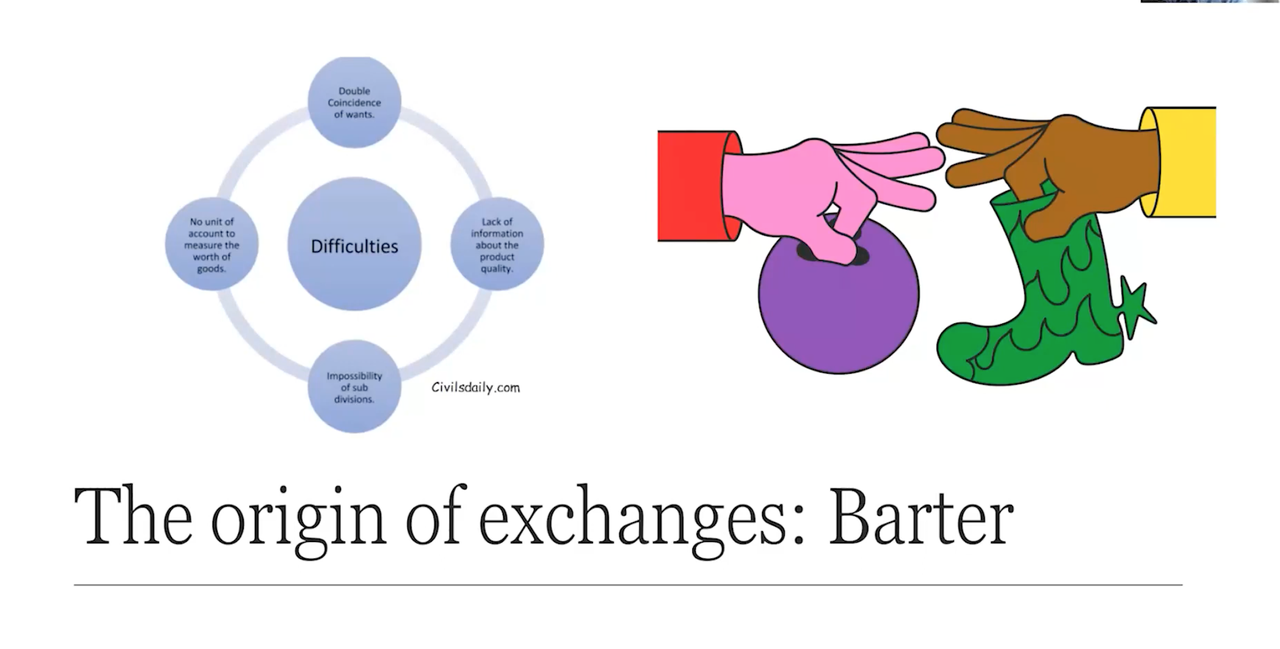 Double
Coincidence
of wants.
No unit of
account to
measure the
worth of
goods.
Difficulties
Lack of
information
about the
product
quality.
Impossibility
of sub
divisions.
Civilsdaily.com
The origin of exchanges: Barter